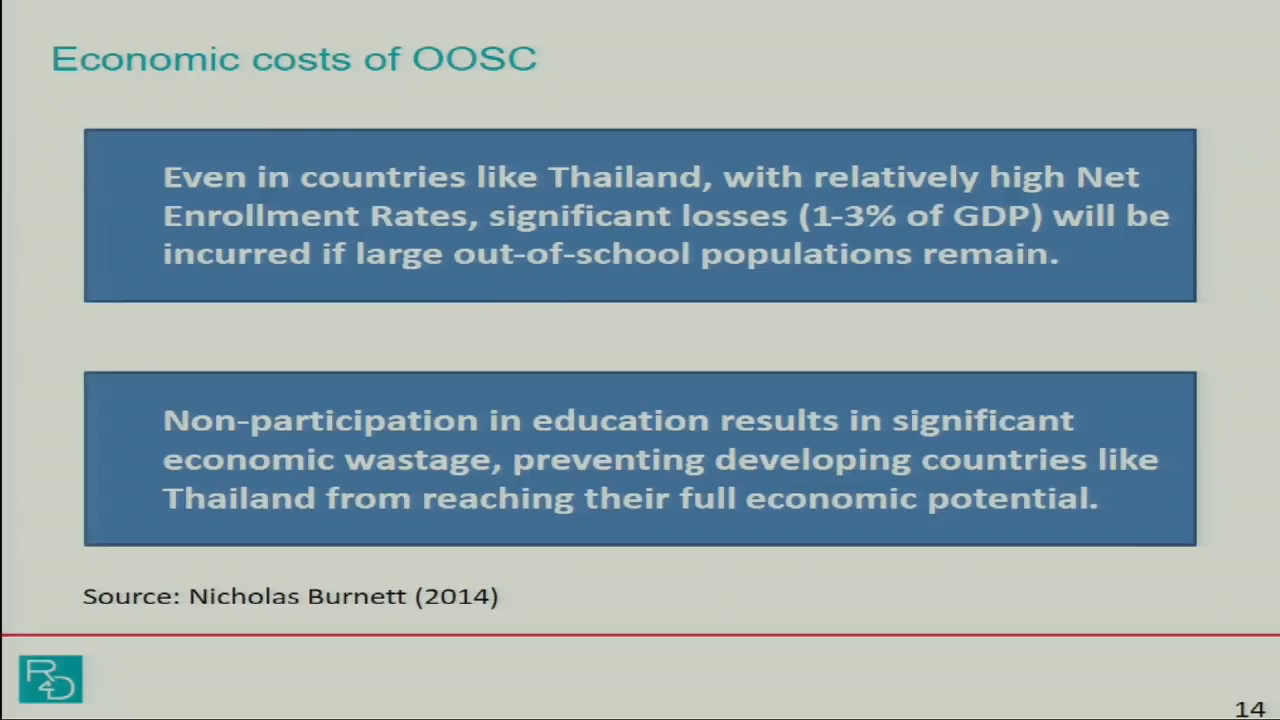 Economic costs of OOSC
Even in countries like Thailand, with relatively high Net
Enrollment Rates, significant losses (1-3% of GDP) will be
incurred if large out-of-school populations remain.
Non-participation in education results in significant
economic wastage, preventing developing countries like
Thailand from reaching their full economic potential.
Source: Nicholas Burnett (2014)
R4D
14